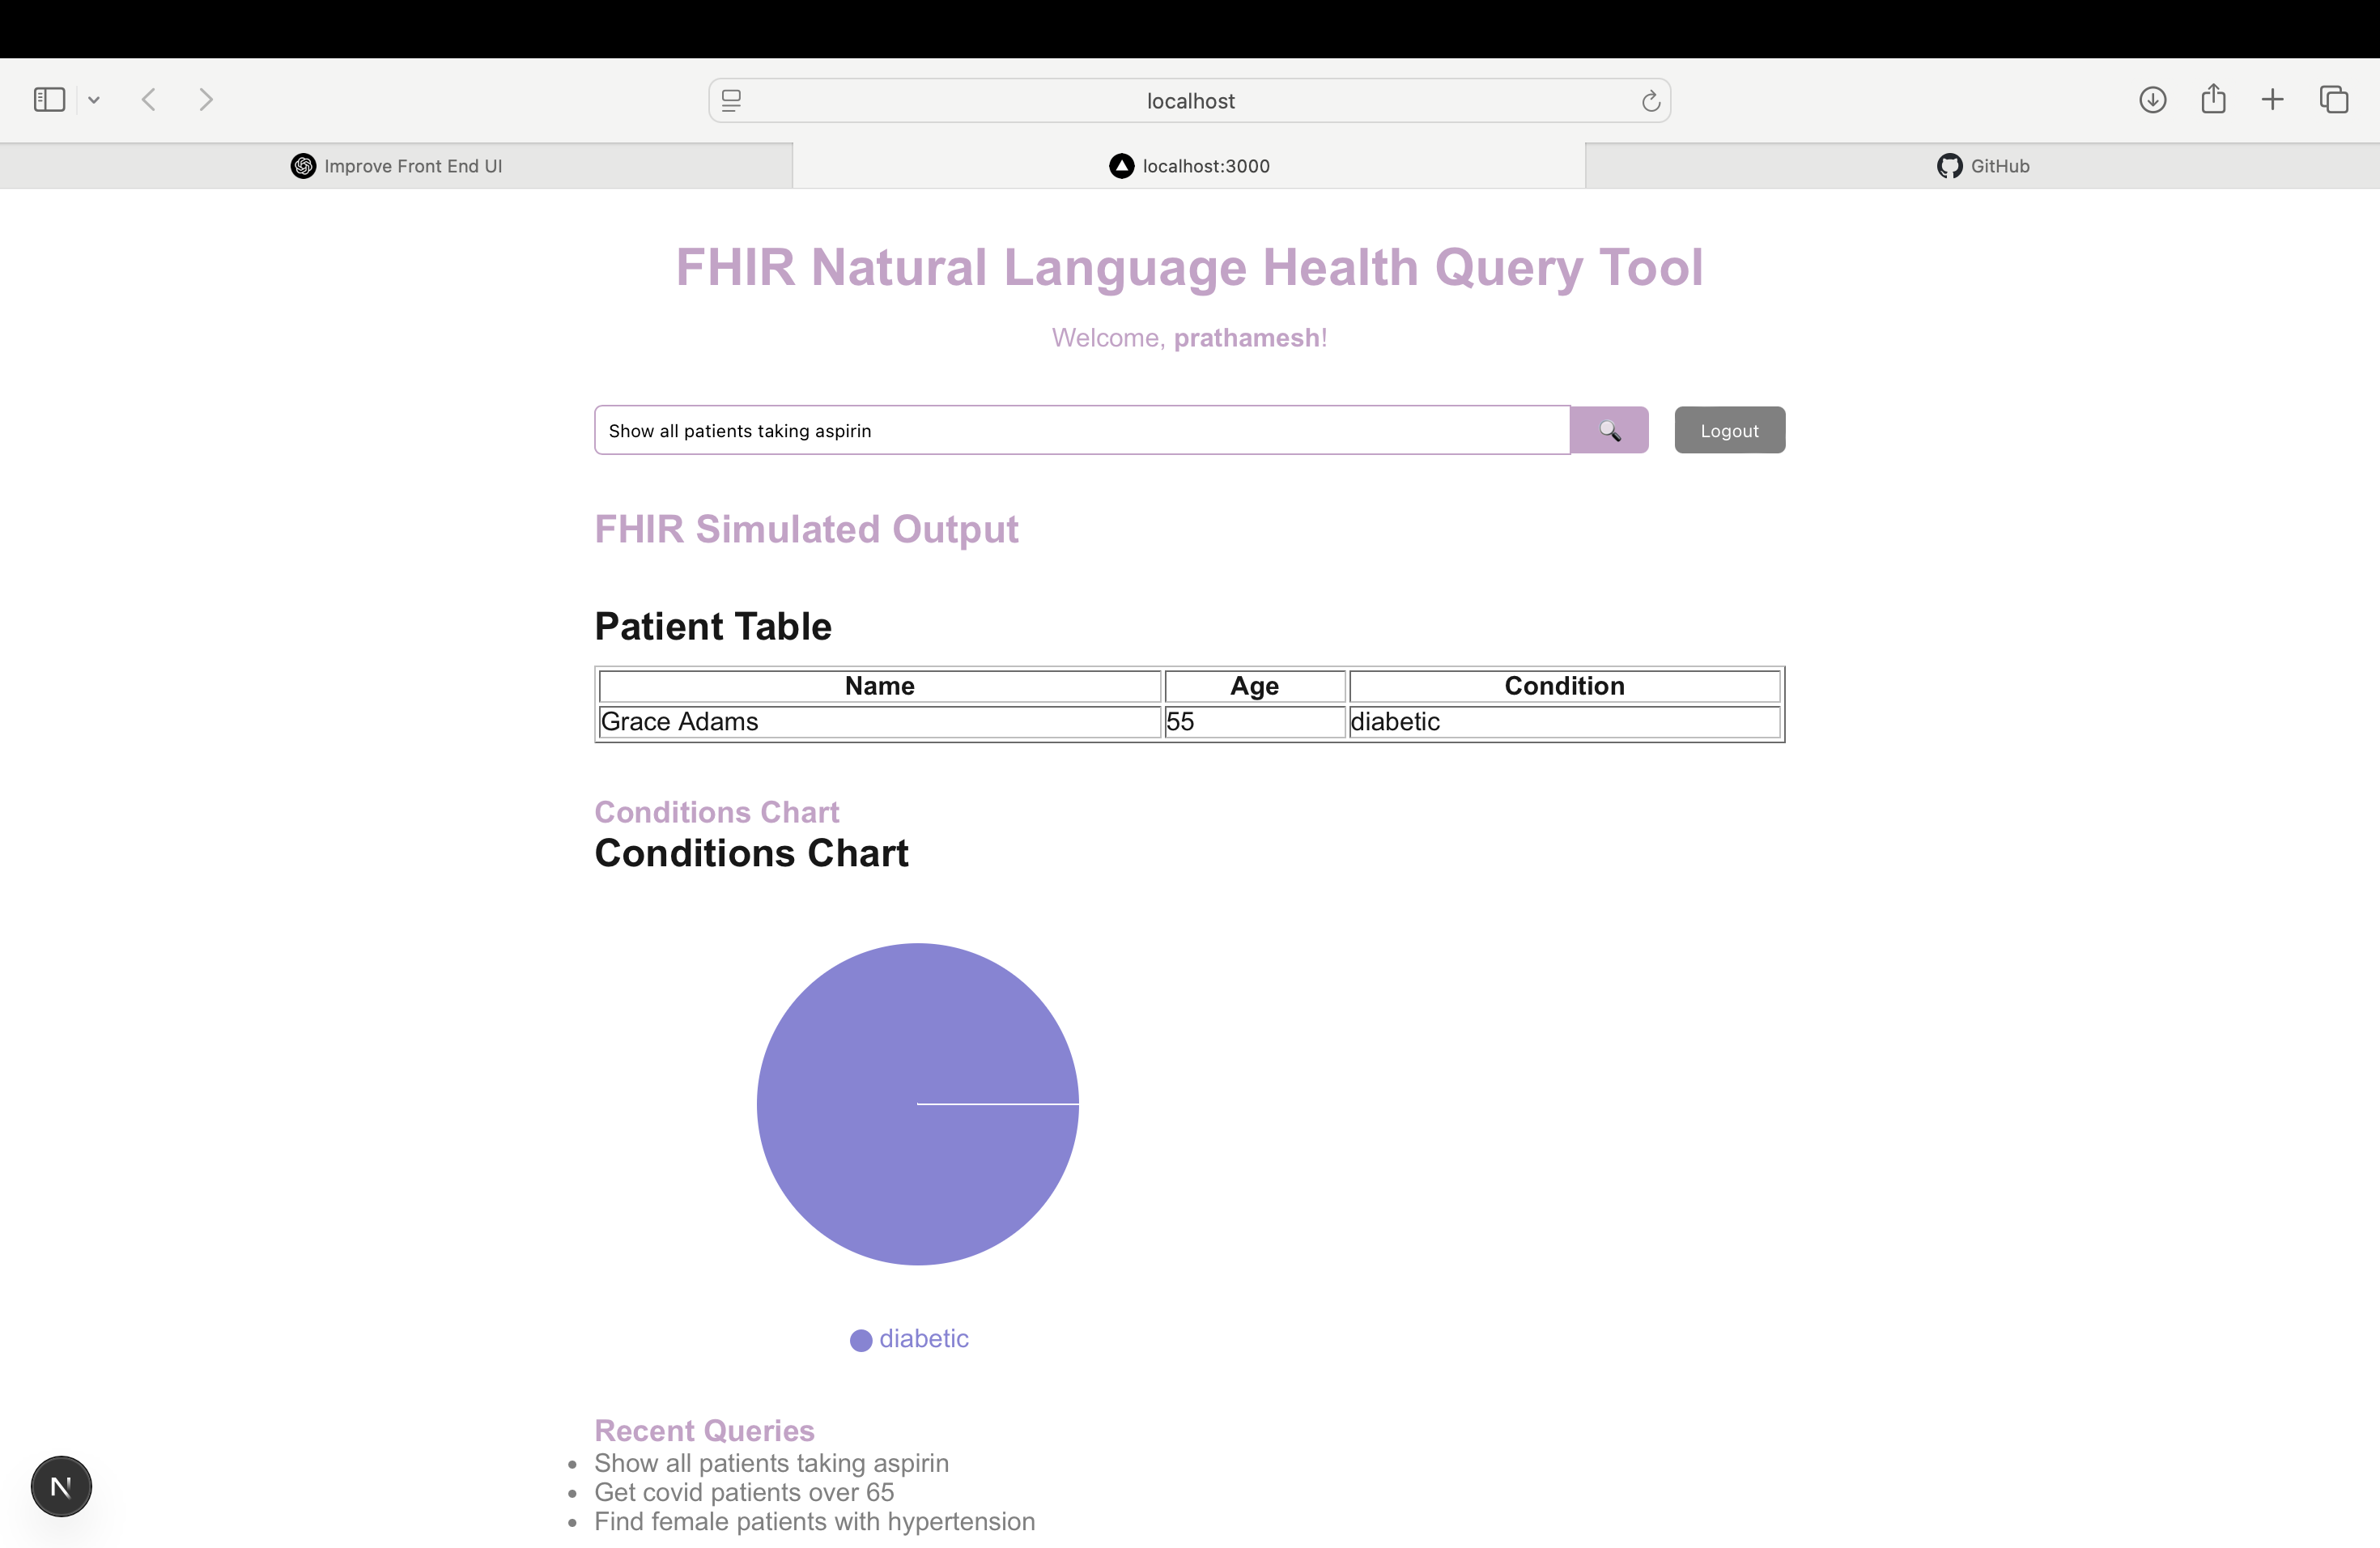 localhost
Improve Front End UI
localhost:3000
GitHub
FHIR Natural Language Health Query Tool
Welcome, prathamesh!
Show all patients taking aspirin
Logout
FHIR Simulated Output
Patient Table
Name Age Condition
Grace Adams 55 diabetic
Conditions Chart
Conditions Chart
diabetic
Recent Queries
Show all patients taking aspirin
Get covid patients over 65
Find female patients with hypertension
N